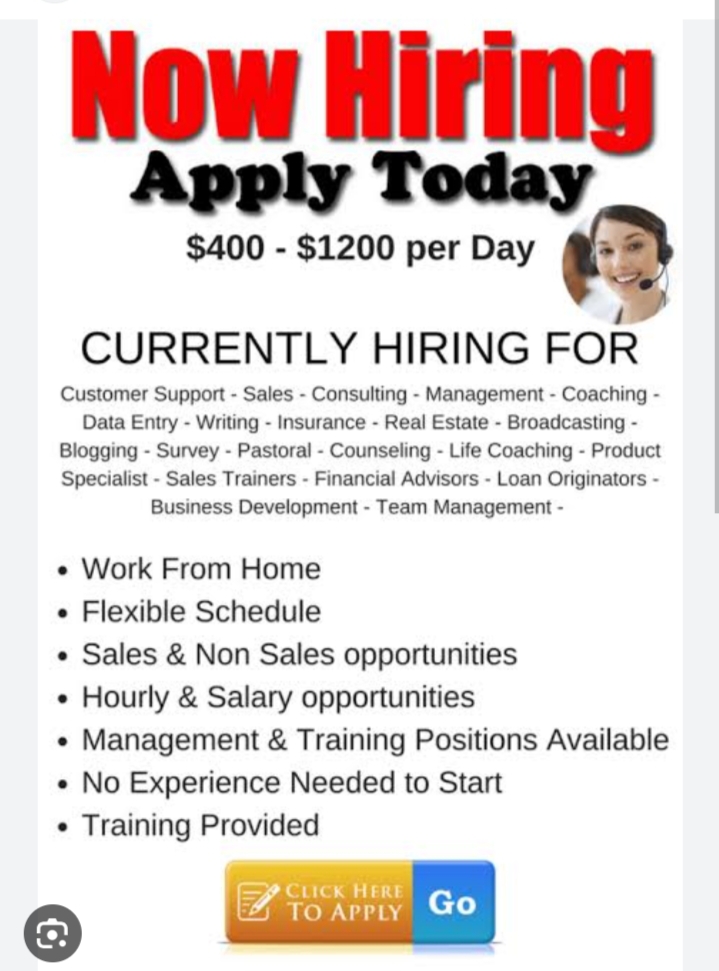 Now Hiring
Apply Today
$400 - $1200 per Day
CURRENTLY HIRING FOR
Customer Support - Sales - Consulting - Management - Coaching -
Data Entry - Writing - Insurance - Real Estate - Broadcasting -
Blogging - Survey - Pastoral - Counseling - Life Coaching - Product
Specialist - Sales Trainers - Financial Advisors - Loan Originators -
Business Development - Team Management -
• Work From Home
• Flexible Schedule
• Sales & Non Sales opportunities
• Hourly & Salary opportunities
• Management & Training Positions Available
• No Experience Needed to Start
• Training Provided
CLICK HERE
TO APPLY
Go